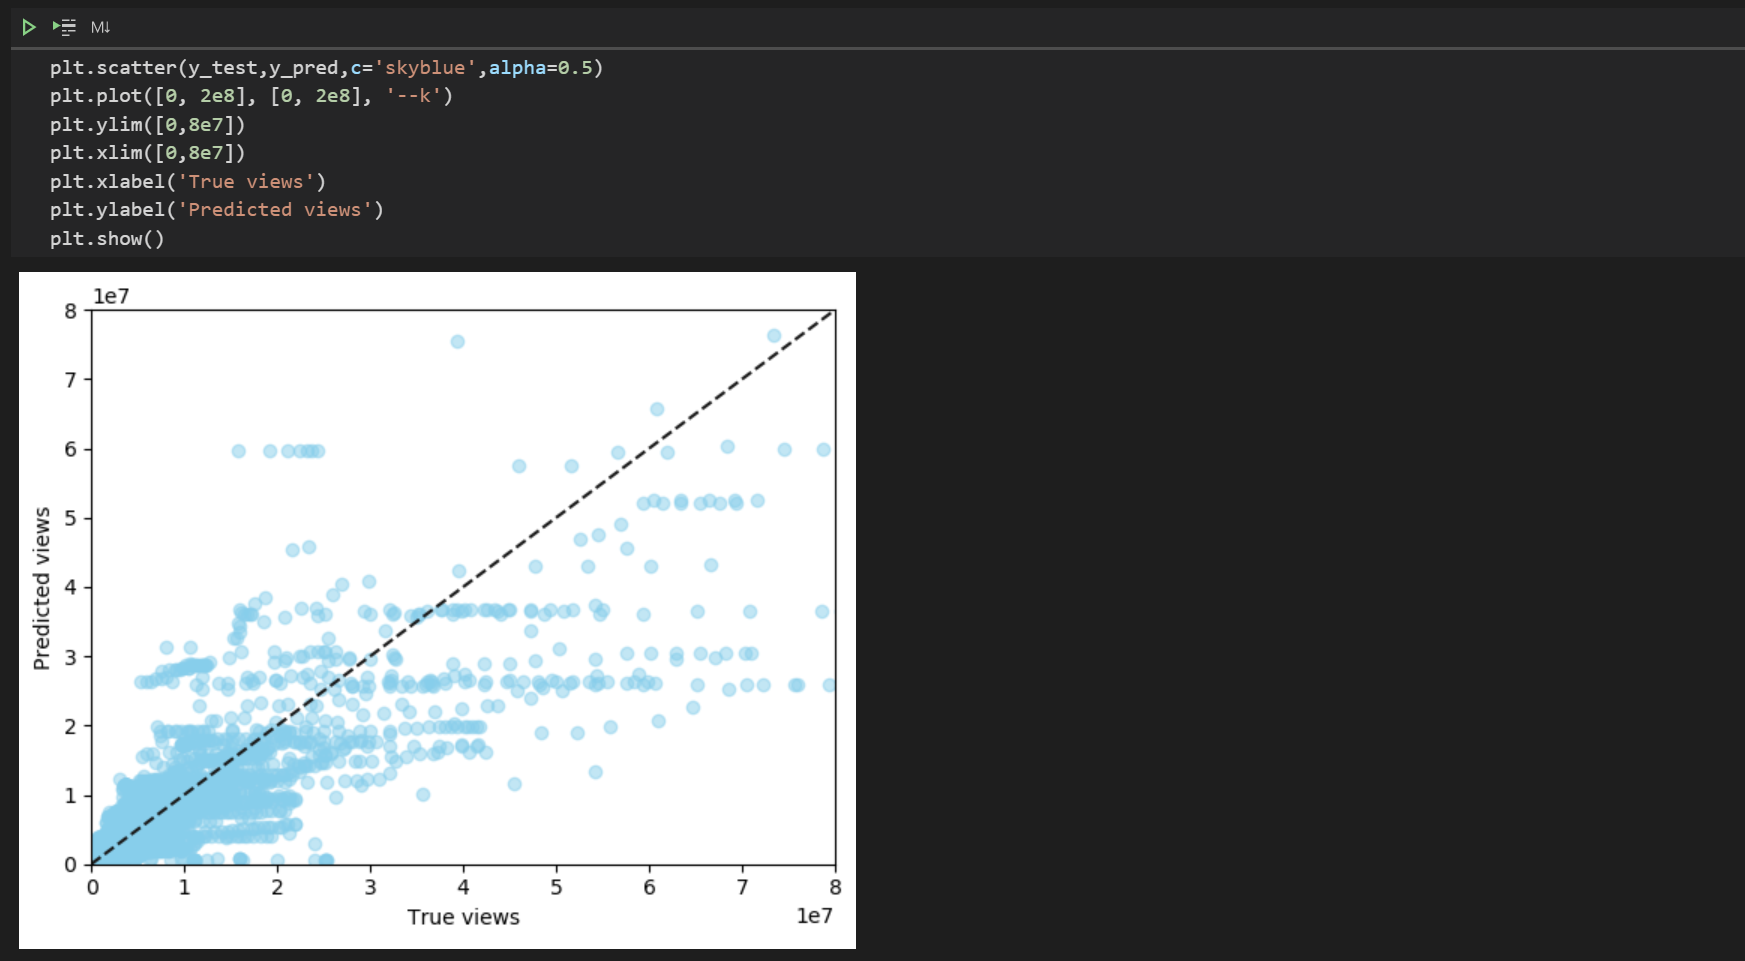 M↓
plt.scatter(y_test,y_pred,c='skyblue',alpha=0.5)
plt.plot([0, 2e8], [0, 2e8], '--k')
plt.ylim([0,8e7])
plt.xlim([0,8e7])
plt.xlabel('True views')
plt.ylabel('Predicted views')
plt.show()
1e7
8
7
6
5
4
3
2
1
0
Predicted views
0 1 2 3 4 5 6 7 8
True views
1e7